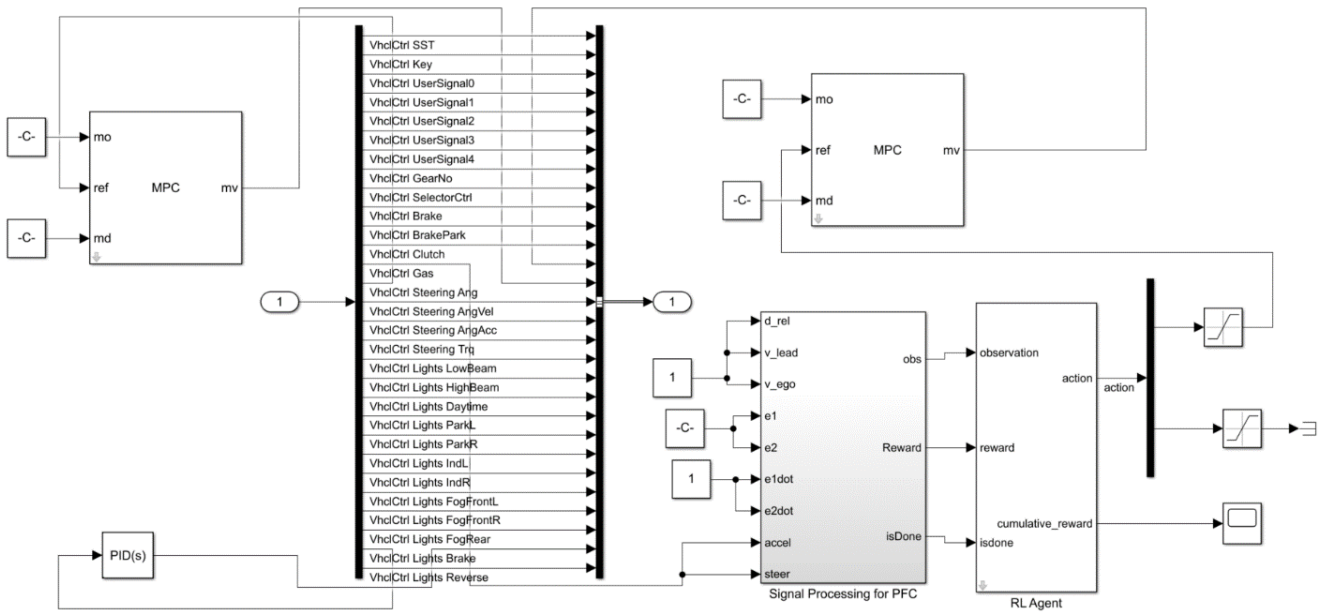 -C-
-C-
mo
ref
md
MPC
mv
1
PID(s)
VhclCtrl SST
VhclCtrl Key
VhclCtrl UserSignal0
VhclCtrl UserSignal1
VhclCtrl UserSignal2
VhclCtrl UserSignal3
VhclCtrl UserSignal4
VhclCtrl GearNo
VhclCtrl SelectorCtrl
VhclCtrl Brake
VhclCtrl BrakePark
VhclCtrl Clutch
VhclCtrl Gas
VhclCtrl Steering Ang
VhclCtrl Steering AngVel
VhclCtrl Steering AngAcc
VhclCtrl Steering Trq
VhclCtrl Lights LowBeam
VhclCtrl Lights HighBeam
VhclCtrl Lights Daytime
VhclCtrl Lights ParkL
VhclCtrl Lights ParkR
VhclCtrl Lights IndL
VhclCtrl Lights IndR
VhclCtrl Lights FogFrontL
VhclCtrl Lights FogFrontR
VhclCtrl Lights FogRear
VhclCtrl Lights Brake
VhclCtrl Lights Reverse
1
-C-
-C-
mo
ref
md
MPC
mv
1
-C-
1
d_rel
v_lead
v_ego
e1
e2
e1dot
e2dot
accel
steer
obs
Reward
isDone
Signal Processing for PFC
observation
reward
isdone
action
cumulative_reward
RL Agent
action